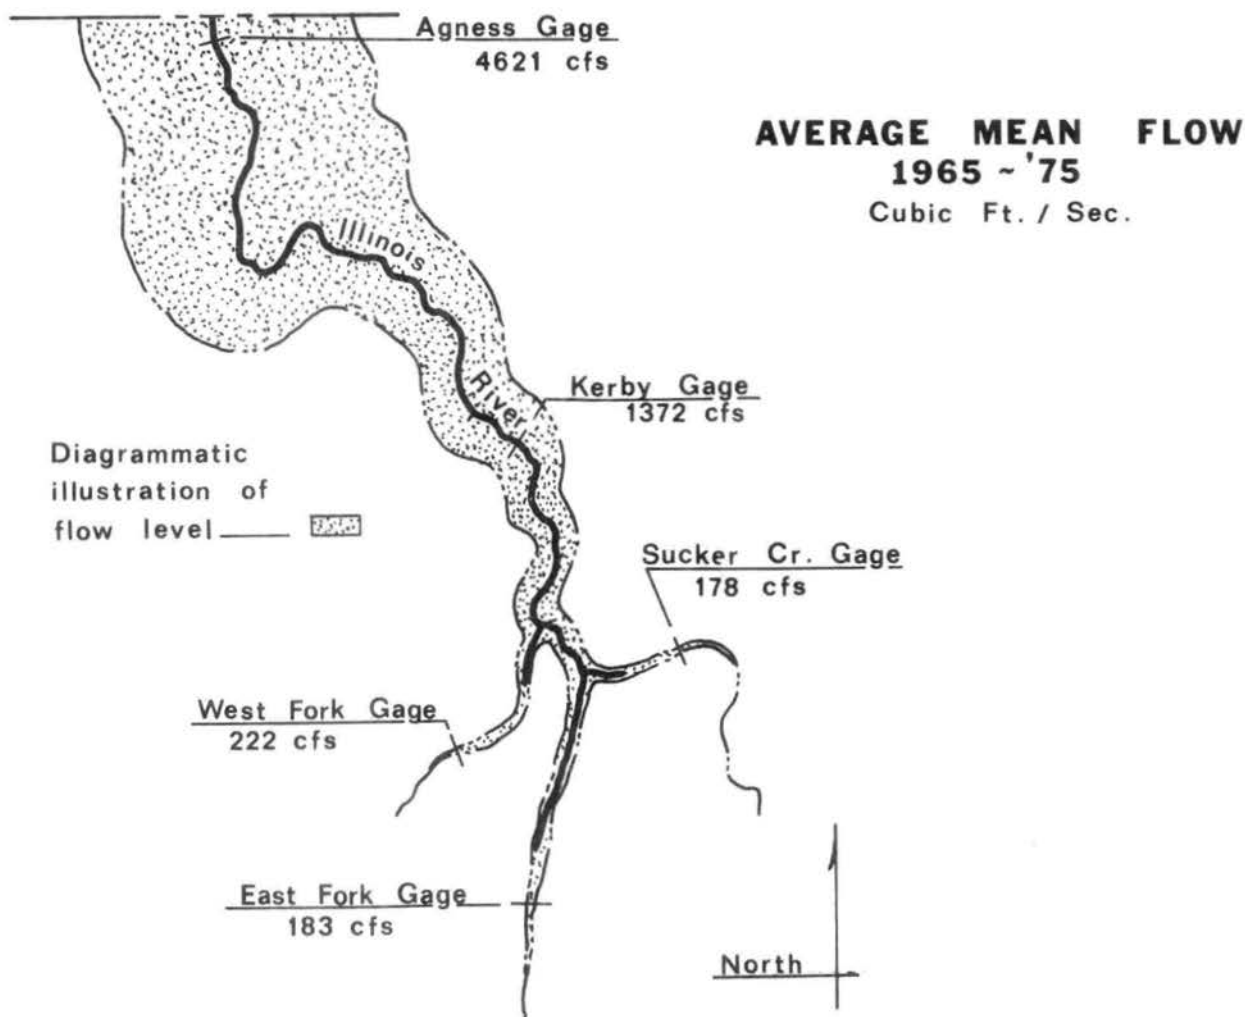 Agness Gage
4621 cfs
AVERAGE MEAN FLOW
1965 ~ '75
Cubic Ft. / Sec.
Illinois
River
Kerby Gage
1372 cfs
Diagrammatic
illustration of
flow level
Sucker Cr. Gage
178 cfs
West Fork Gage
222 cfs
East Fork Gage
183 cfs
North